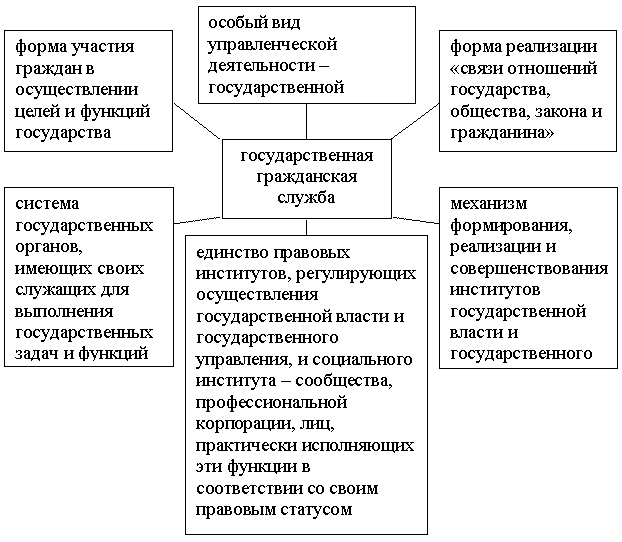 особый вид
управленческой
деятельности –
государственной
форма участия
граждан в
осуществлении
целей и функций
государства
форма реализации
«связи отношений
государства,
общества, закона и
гражданина»
государственная
гражданская
служба
система
государственных
органов,
имеющих своих
служащих для
выполнения
государственных
задач и функций
единство правовых
институтов, регулирующих
осуществления
государственной власти и
государственного
управления, и социального
института – сообщества,
профессиональной
корпорации, лиц,
практически исполняющих
эти функции в
соответствии со своим
правовым статусом
механизм
формирования,
реализации и
совершенствования
институтов
государственной
власти и
государственного